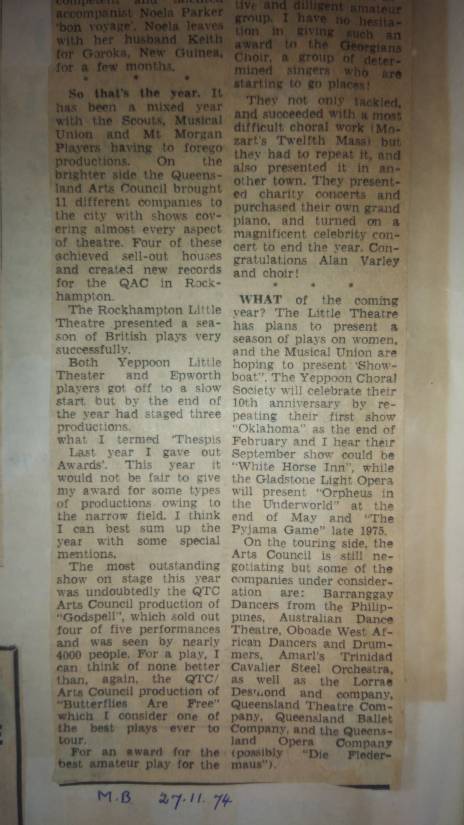 competent and
accompanist Noela Parker
'bon voyage'. Noela leaves
with her husband Keith
for Goroka, New Guinea,
for a few months.
* * *
So that's the year. It
has been a mixed year
with the Scouts, Musical
Union and Mt Morgan
Players having to forego
productions. On the
brighter side the Queens-
land Arts Council brought
11 different companies to
the city with shows cov-
ering almost every aspect
of theatre. Four of these
achieved sell-out houses
and created new records
for the QAC in Rock-
hampton.
The Rockhampton Little
Theatre presented a sea-
son of British plays very
successfully.
Both Yeppoon Little
Theater and Epworth
players got off to a slow
start but by the end of
the year had staged three
productions.
what I termed 'Thespis
Last year I gave out
Awards'. This year it
would not be fair to give
my award for some types
of productions owing to
the narrow field. I think
I can best sum up the
year with some special
mentions.
The most outstanding
show on stage this year
was undoubtedly the QTC
Arts Council production of
"Godspell", which sold out
four of five performances
and was seen by nearly
4000 people. For a play, I
can think of none better
than, again, the QTC/
Arts Council production of
"Butterflies Are Free"
which I consider one of
the best plays ever to
tour.
For an award for the
best amateur play for the
tive and diligent amateur
group. I have no hesita-
tion in giving such an
award to the Georgians
Choir, a group of deter-
mined singers who are
starting to go places!
They not only tackled,
and succeeded with a most
difficult choral work (Mo-
zart's Twelfth Mass) but
they had to repeat it, and
also presented it in an-
other town. They present-
ed charity concerts and
purchased their own grand
piano, and turned on a
magnificent celebrity con-
cert to end the year. Con-
gratulations Alan Varley
and choir!
* * *
WHAT of the coming
year? The Little Theatre
has plans to present a
season of plays on women,
and the Musical Union are
hoping to present 'Show-
boat". The Yeppoon Choral
Society will celebrate their
10th anniversary by re-
peating their first show
"Oklahoma" as the end of
February and I hear their
September show could be
"White Horse Inn", while
the Gladstone Light Opera
will present "Orpheus in
the Underworld" at the
end of May and "The
Pyjama Game" late 1975.
On the touring side, the
Arts Council is still ne-
gotiating but some of the
companies under consider-
ation are: Barranggay
Dancers from the Philip-
pines, Australian Dance
Theatre, Oboade West Af-
rican Dancers and Drum-
mers, Amarl's Trinidad
Cavalier Steel Orchestra,
as well as the Lorrae
Desmond and company,
Queensland Theatre Com-
pany, Queensland Ballet
Company, and the Queens-
land Opera Company
(possibly "Die Fleder-
maus").
M.B 27.11.74